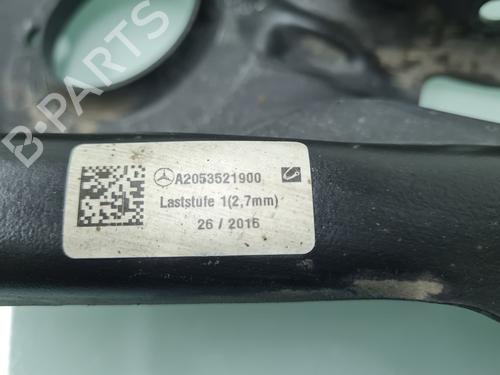 B-PARTS
A2053521900
Laststufe 1(2,7mm)
26 / 2016